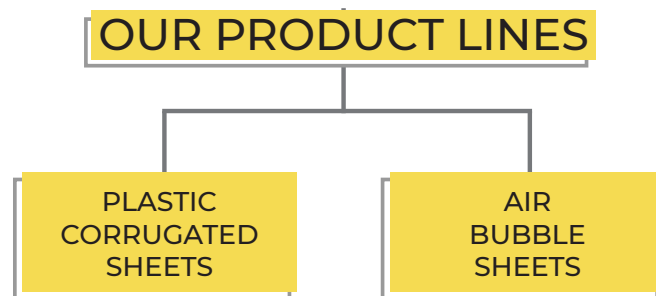 OUR PRODUCT LINES
PLASTIC
CORRUGATED
SHEETS
AIR
BUBBLE
SHEETS